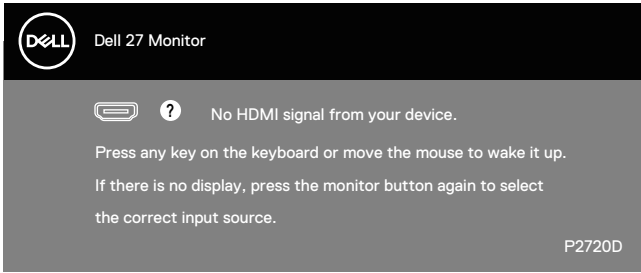 DELL
Dell 27 Monitor
? No HDMI signal from your device.
Press any key on the keyboard or move the mouse to wake it up.
If there is no display, press the monitor button again to select
the correct input source.
P2720D